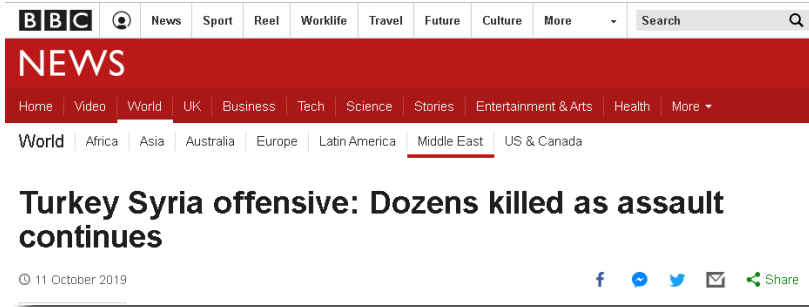 BBC News Sport Reel Worklife Travel Future Culture More Search
NEWS
Home Video World UK Business Tech Science Stories Entertainment & Arts Health More
World Africa Asia Australia Europe Latin America Middle East US & Canada
Turkey Syria offensive: Dozens killed as assault
continues
11 October 2019 f Share